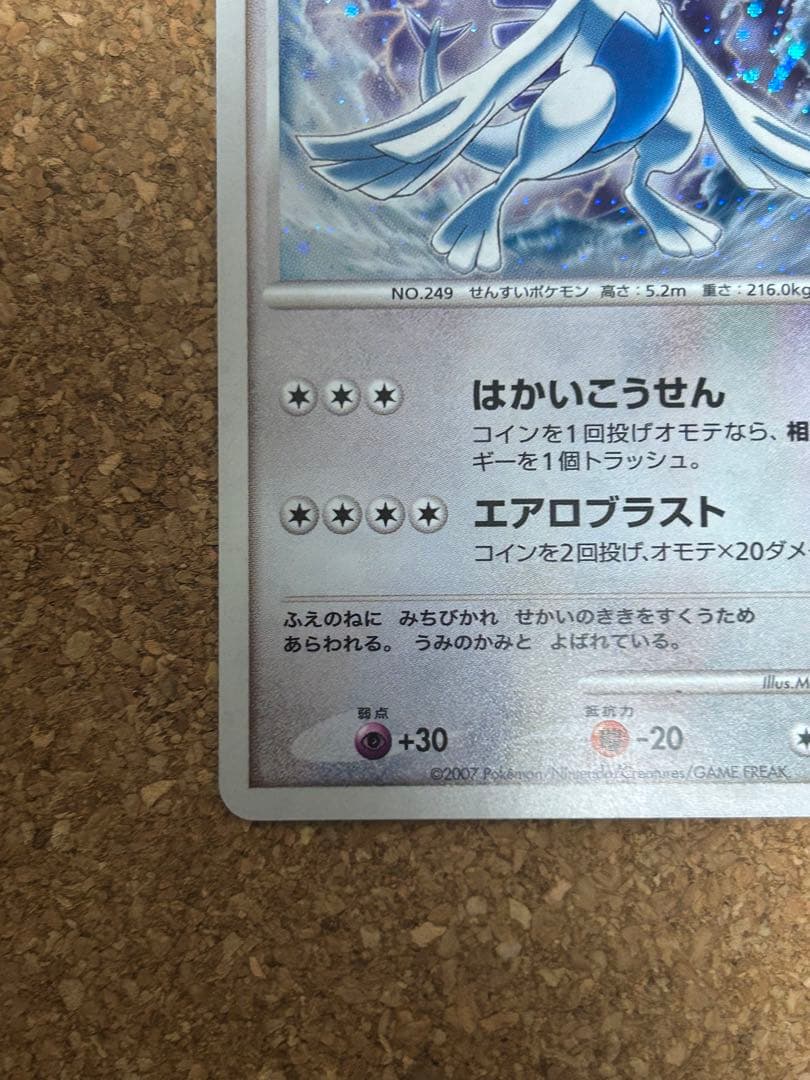 NO.249 せんすいポケモン 高さ:5.2m 重さ:216.0kg
はかいこうせん
コインを1回投げオモテなら、相
ギーを1個トラッシュ。
エアロブラスト
コインを2回投げ、オモテ×20ダメ
ふえのねに みちびかれ せかいのききをすくうため
あらわれる。 うみのかみと よばれている。
Illus.M
弱点 抵抗力
+30 -20
©2007 Pokémon/Nintendo/Creatures/GAME FREAK